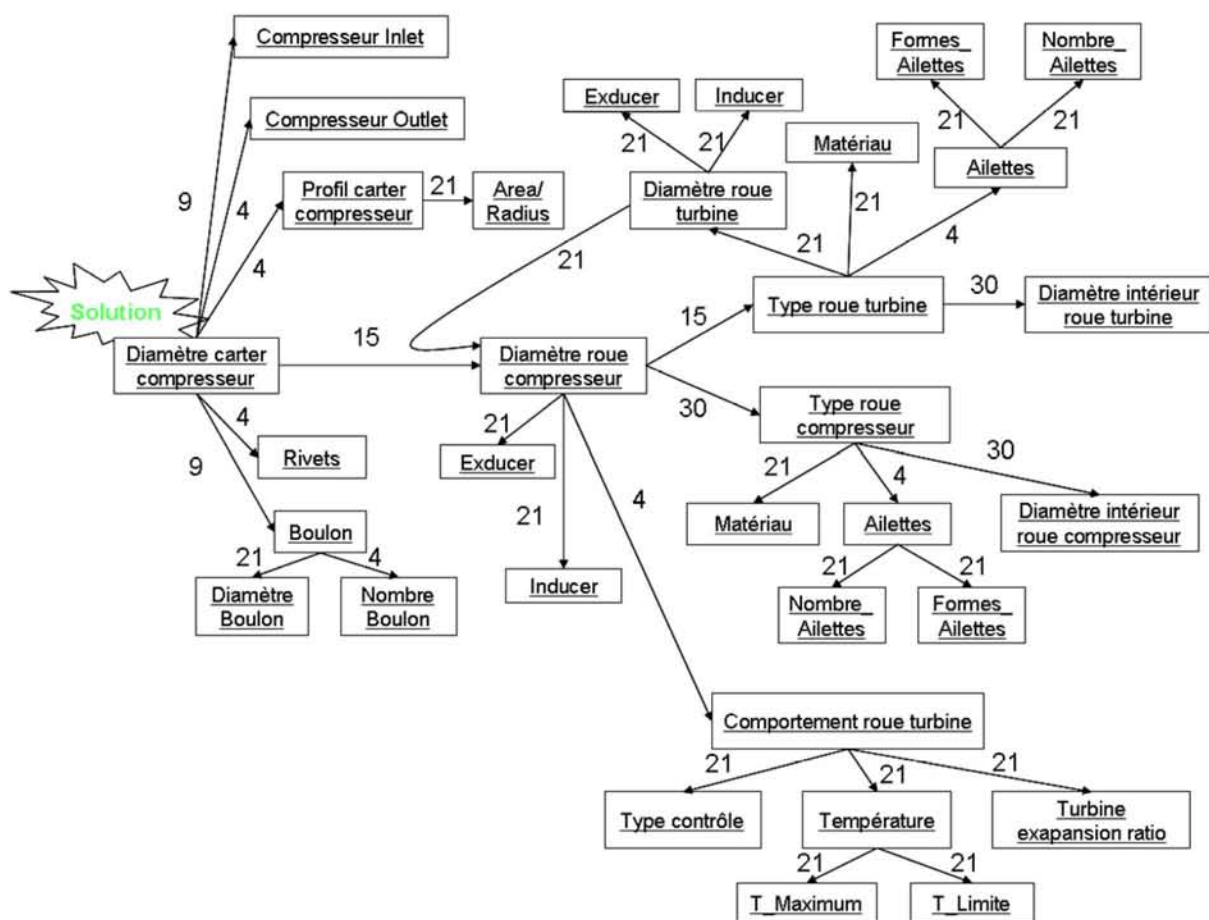 Compresseur Inlet
Formes_
Ailettes
Nombre_
Ailettes
Exducer
Inducer
21
21
Compresseur Outlet
21
21
Matériau
Ailettes
9
4
Profil carter
compresseur
21
Area/
Radius
Diamètre roue
turbine
21
4
4
21
21
Solution
Type roue turbine
30
Diamètre intérieur
roue turbine
15
15
Diamètre carter
compresseur
Diamètre roue
compresseur
30
Type roue
compresseur
4
Rivets
21
Exducer
9
21
4
30
4
Matériau
Ailettes
Diamètre intérieur
roue compresseur
21
Boulon
21
4
21
21
Inducer
Diamètre
Boulon
Nombre
Boulon
Nombre_
Ailettes
Formes_
Ailettes
Comportement roue turbine
21
21
21
Type contrôle
Température
Turbine
exapansion ratio
21
21
T_Maximum
T_Limite